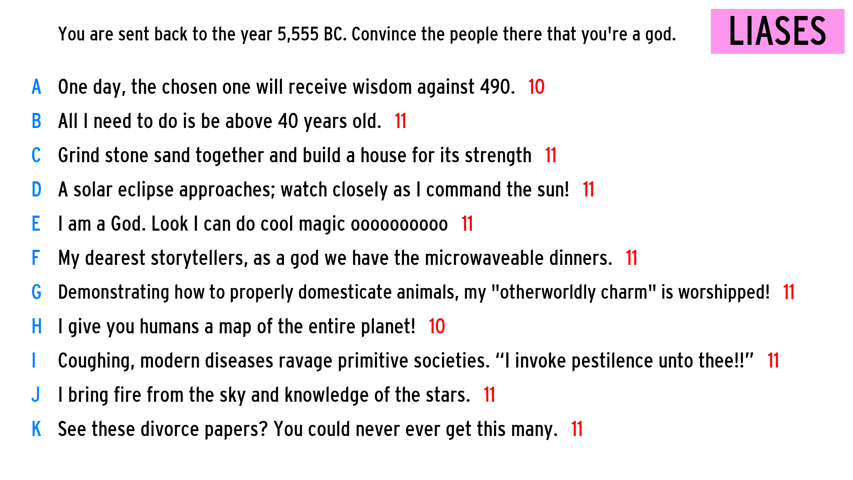 You are sent back to the year 5,555 BC. Convince the people there that you're a god.
LIASES
A One day, the chosen one will receive wisdom against 490. 10
B All I need to do is be above 40 years old. 11
C Grind stone sand together and build a house for its strength 11
D A solar eclipse approaches; watch closely as I command the sun! 11
E I am a God. Look I can do cool magic oooooooooo 11
F My dearest storytellers, as a god we have the microwaveable dinners. 11
G Demonstrating how to properly domesticate animals, my "otherworldly charm" is worshipped! 11
H I give you humans a map of the entire planet! 10
I Coughing, modern diseases ravage primitive societies. “I invoke pestilence unto thee!!” 11
J I bring fire from the sky and knowledge of the stars. 11
K See these divorce papers? You could never ever get this many. 11